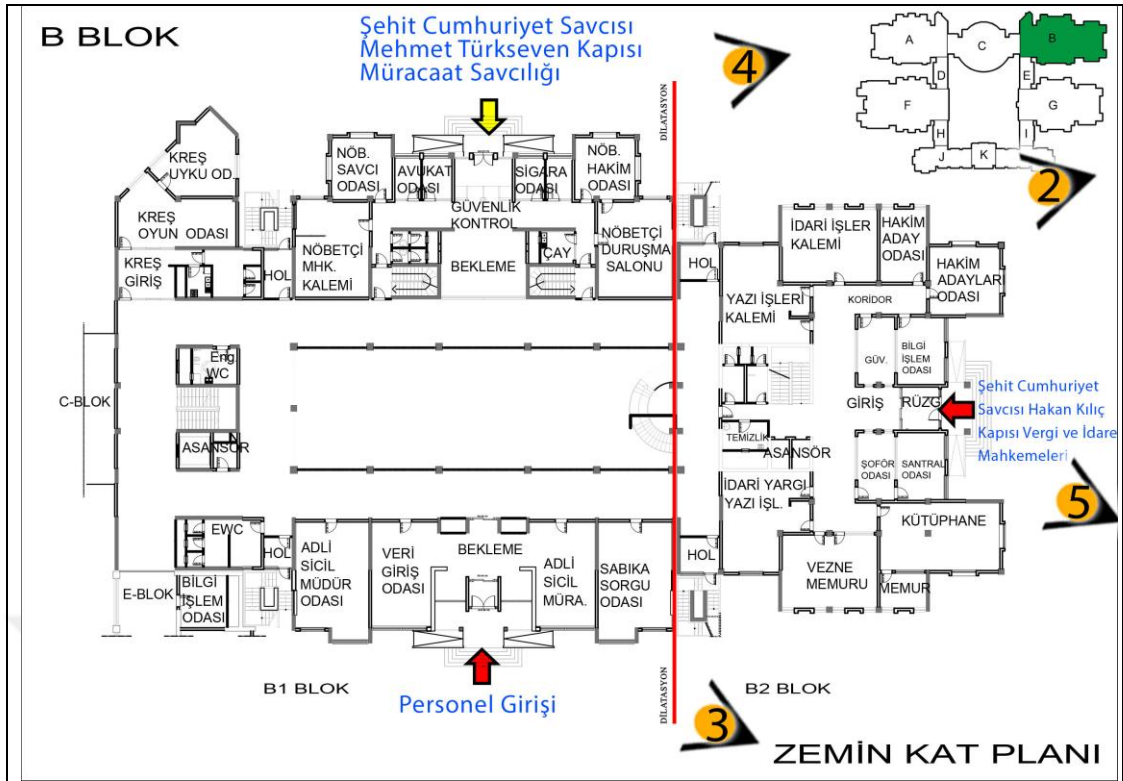 B BLOK
Şehit Cumhuriyet Savcısı
Mehmet Türkseven Kapısı
Müracaat Savcılığı
4
A
C
B
D
E
F
G
H
I
J
K
2
DİLATASYON
KREŞ
UYKU OD.
NÖB.
SAVCI
ODASI
AVUKAT
ODASI
SİGARA
ODASI
NÖB.
HAKİM
ODASI
KREŞ
OYUN ODASI
GÜVENLİK
KONTROL
NÖBETÇİ
MHK.
KALEMİ
BEKLEME
ÇAY
NÖBETÇİ
DURUŞMA
SALONU
KREŞ
GİRİŞ
HOL
HOL
İDARİ İŞLER
KALEMİ
HAKİM
ADAY
ODASI
HAKİM
ADAYLARI
ODASI
YAZI İŞLERİ
KALEMİ
KORİDOR
GÜV.
BİLGİ
İŞLEM
ODASI
Eng.
WC
C-BLOK
GİRİŞ
RÜZG
Şehit Cumhuriyet
Savcısı Hakan Kılıç
Kapısı Vergi ve İdare
Mahkemeleri
ASANSÖR
TEMİZLİK
ASANSÖR
ŞOFÖR
ODASI
SANTRAL
ODASI
İDARİ YARGI
YAZI İŞL.
5
KÜTÜPHANE
EWC
HOL
ADLİ
SİCİL
MÜDÜR
ODASI
VERİ
GİRİŞ
ODASI
BEKLEME
ADLİ
SİCİL
MÜRA.
SABIKA
SORGU
ODASI
HOL
VEZNE
MEMURU
MEMUR
E-BLOK
BİLGİ
İŞLEM
ODASI
B1 BLOK
Personel Girişi
DİLATASYON
B2 BLOK
3
ZEMİN KAT PLANI